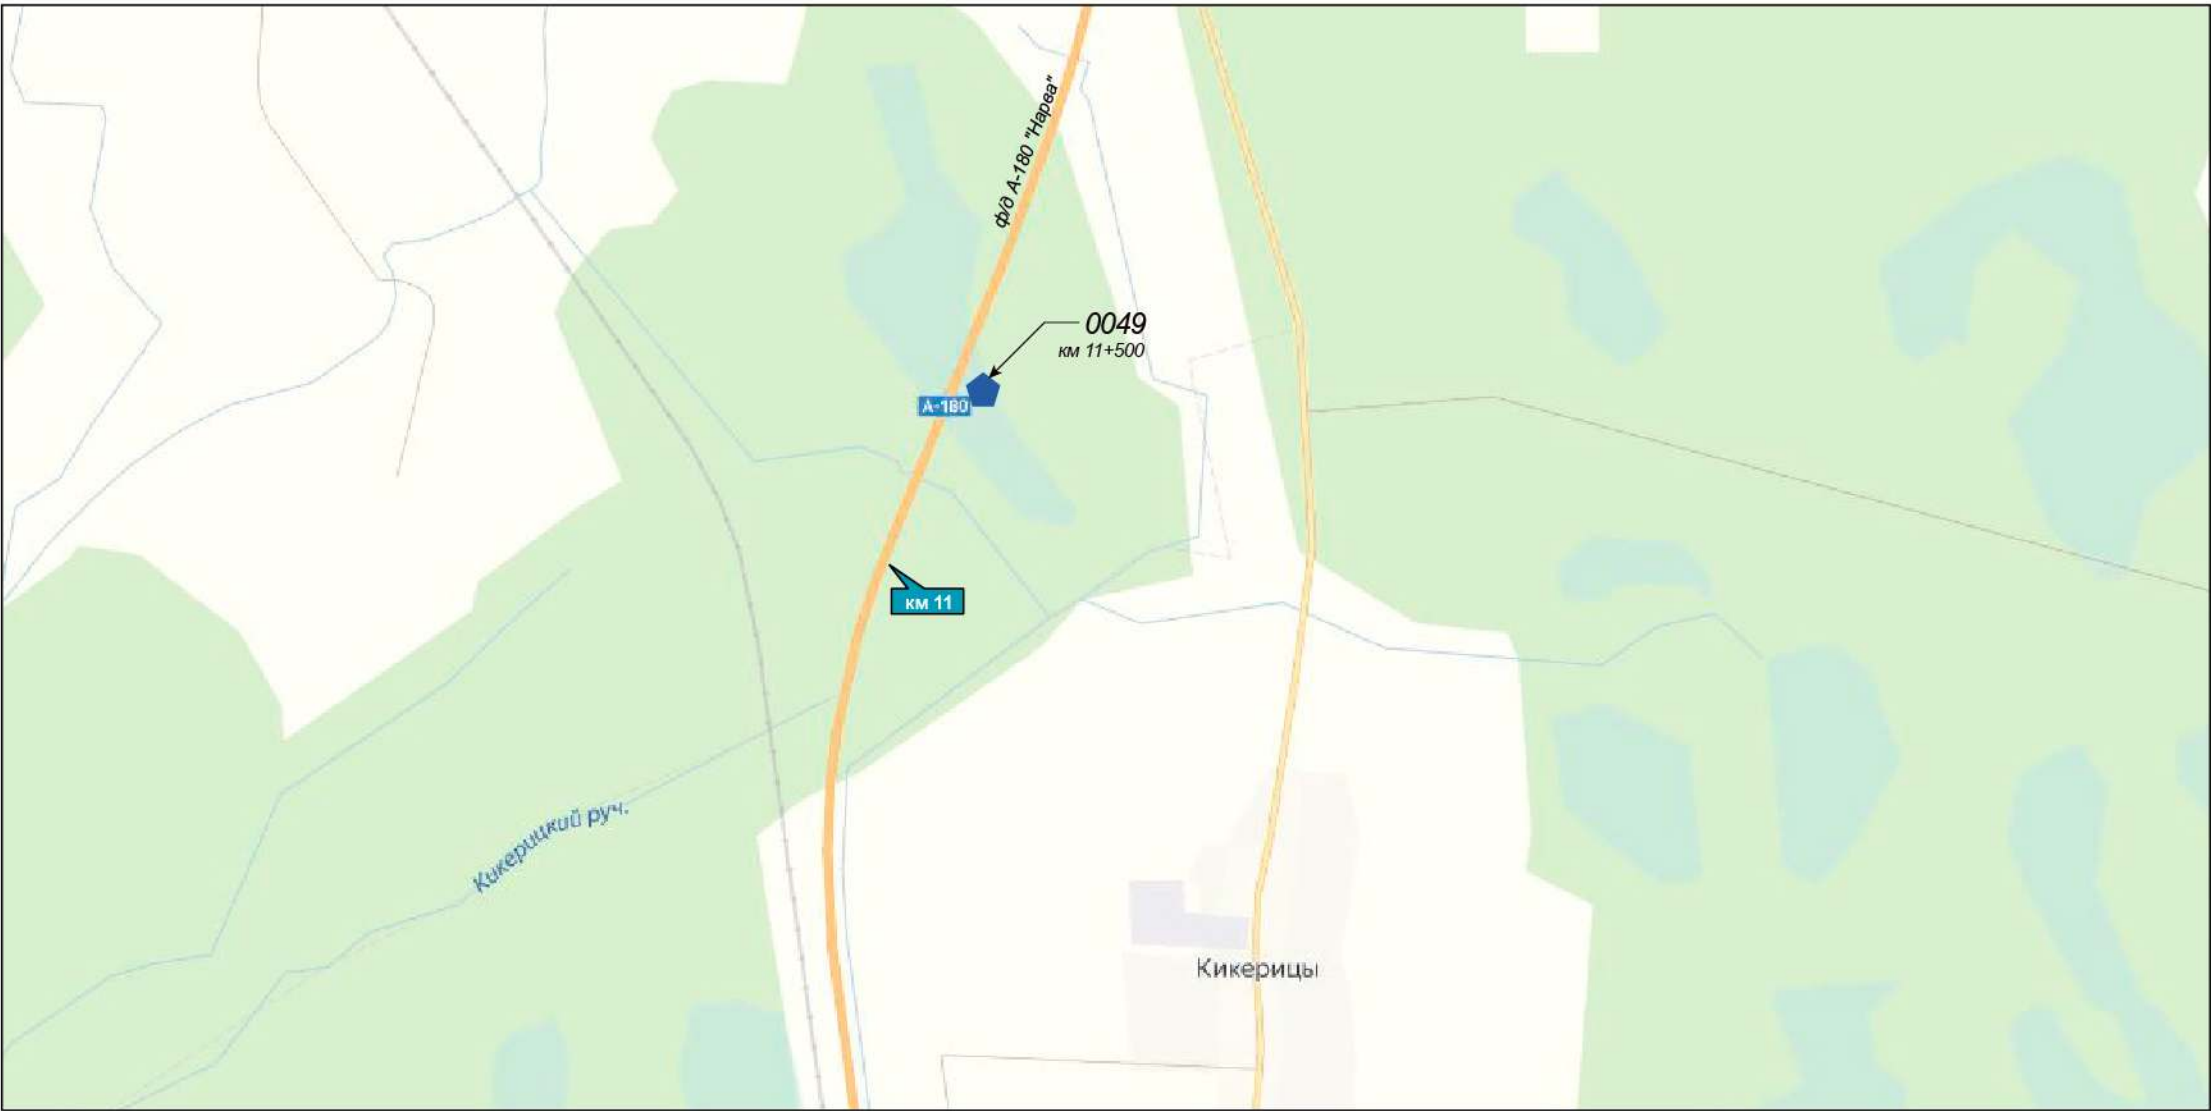 ф/д А-180 "Нарва"
0049
км 11+500
А-180
км 11
Кикерицкий руч.
Кикерицы